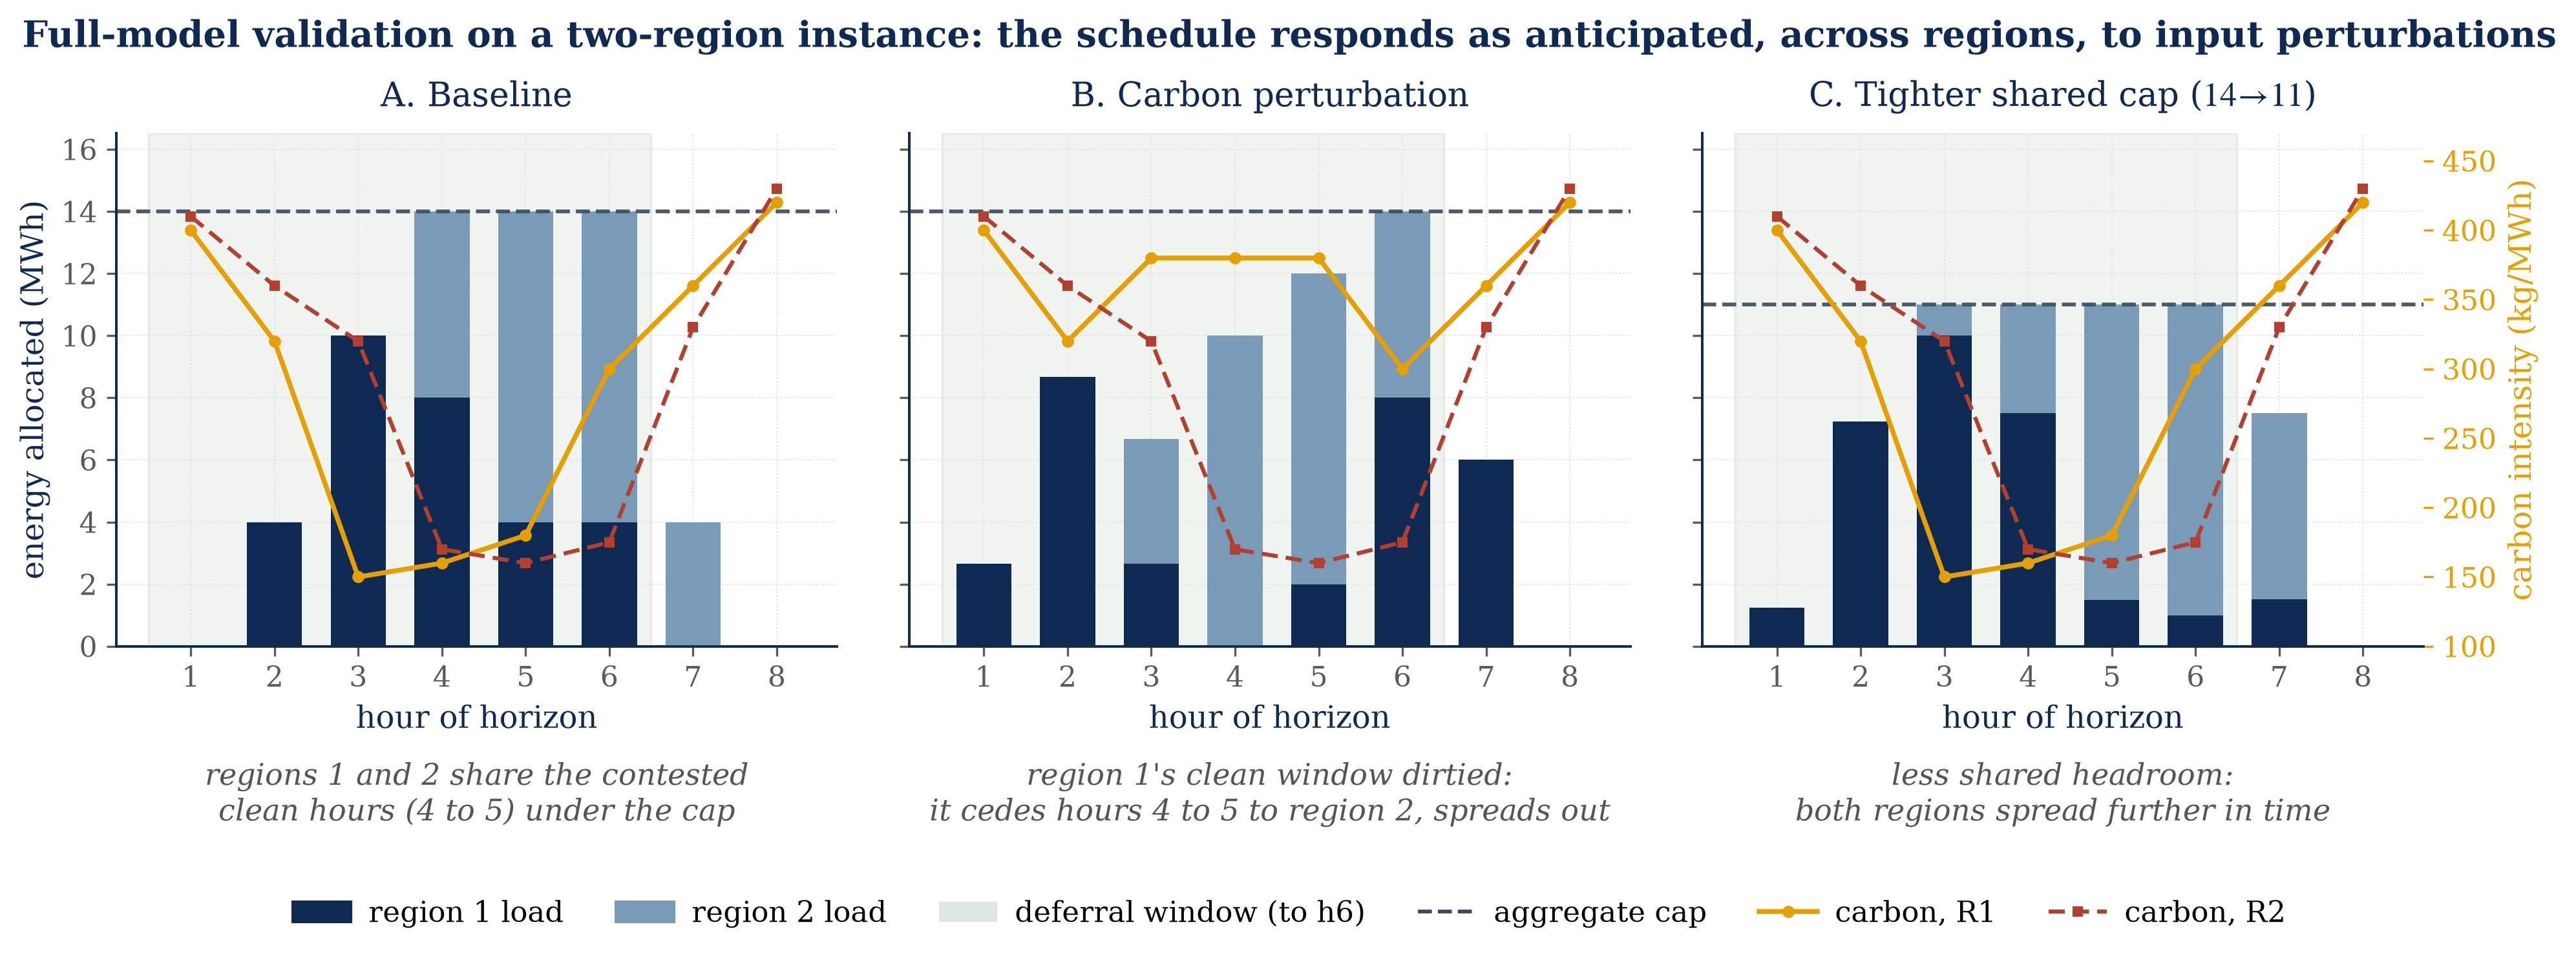 Full-model validation on a two-region instance: the schedule responds as anticipated, across regions, to input perturbations
A. Baseline
energy allocated (MWh)
16
14
12
10
8
6
4
2
0
1 2 3 4 5 6 7 8
hour of horizon
regions 1 and 2 share the contested
clean hours (4 to 5) under the cap
B. Carbon perturbation
1 2 3 4 5 6 7 8
hour of horizon
region 1's clean window dirtied:
it cedes hours 4 to 5 to region 2, spreads out
C. Tighter shared cap (14→11)
450
400
350
300
250
200
150
100
carbon intensity (kg/MWh)
1 2 3 4 5 6 7 8
hour of horizon
less shared headroom:
both regions spread further in time
region 1 load region 2 load deferral window (to h6) aggregate cap carbon, R1 carbon, R2